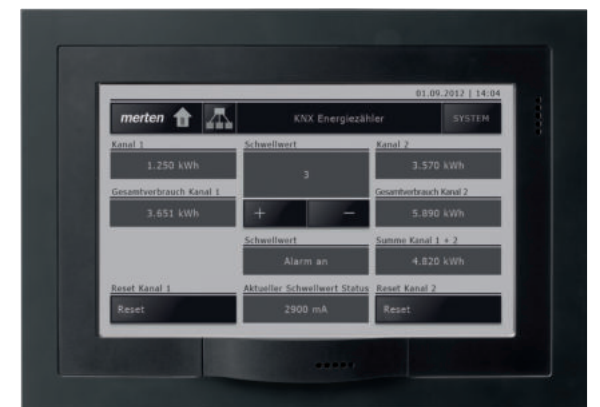 01.09.2012 | 14:04
merten KNX Energiezähler SYSTEM
Kanal 1 Schwellwert Kanal 2
1.250 kWh 3 3.570 kWh
Gesamtverbrauch Kanal 1 Gesamtverbrauch Kanal 2
3.651 kWh + − 5.890 kWh
Schwellwert Summe Kanal 1 + 2
Alarm an 4.820 kWh
Reset Kanal 1 Aktueller Schwellwert Status Reset Kanal 2
Reset 2900 mA Reset